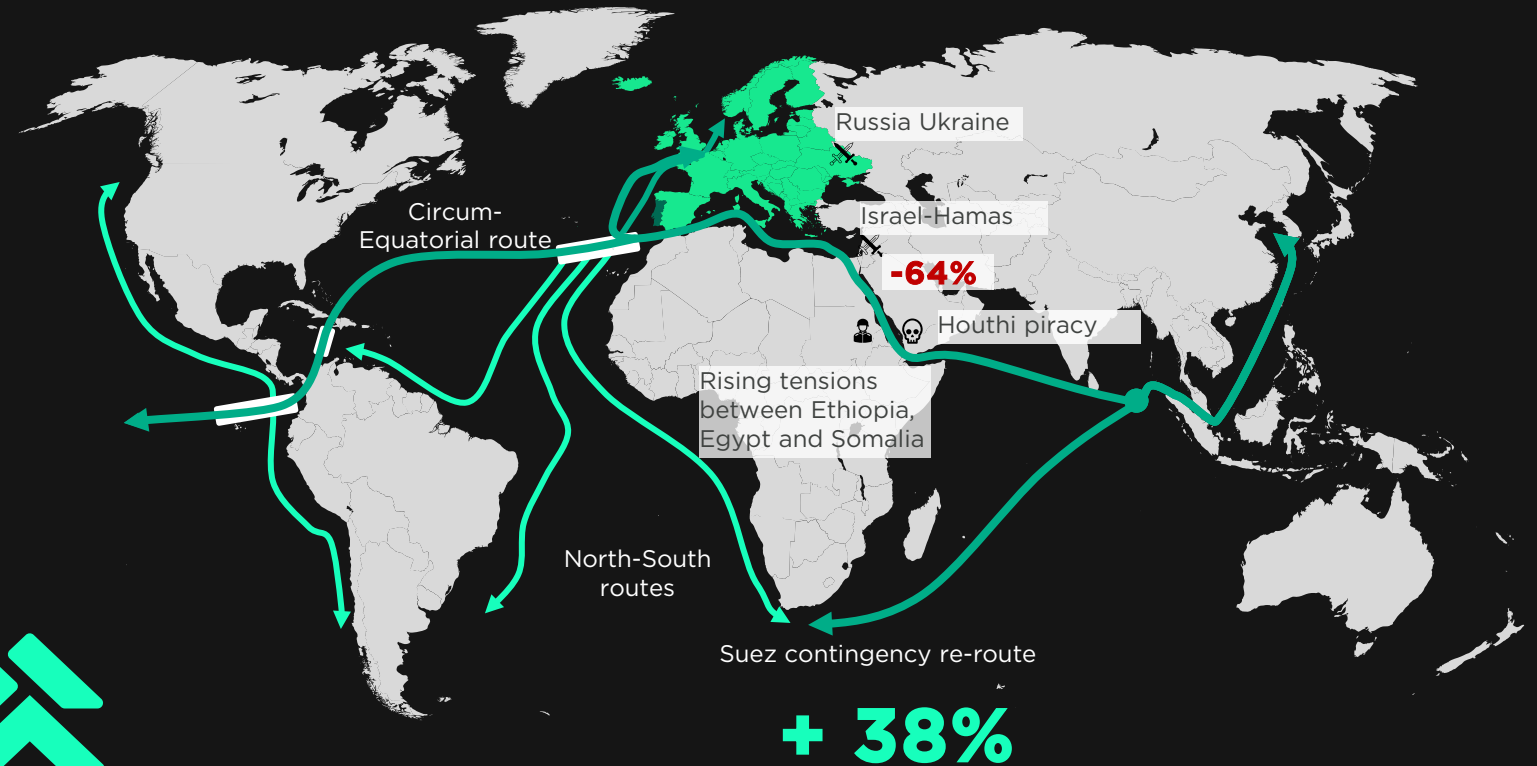 Russia Ukraine
Circum-
Equatorial route
Israel-Hamas
-64%
Houthi piracy
Rising tensions
between Ethiopia,
Egypt and Somalia
North-South
routes
Suez contingency re-route
+ 38%